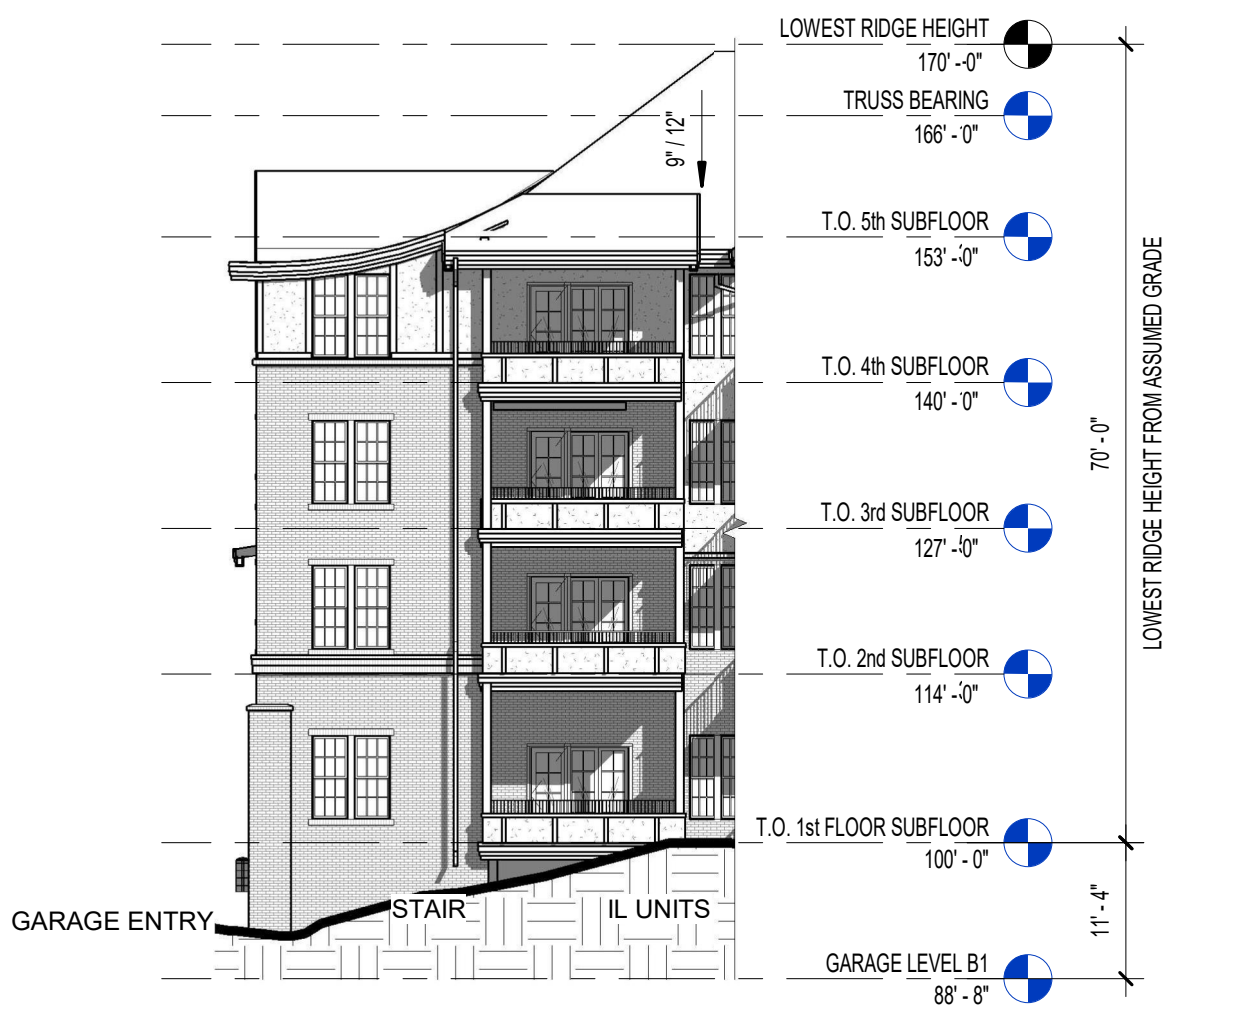 LOWEST RIDGE HEIGHT
170' - 0"
TRUSS BEARING
166' - 0"
9" / 12"
T.O. 5th SUBFLOOR
153' - 0"
T.O. 4th SUBFLOOR
140' - 0"
70' - 0"
LOWEST RIDGE HEIGHT FROM ASSUMED GRADE
T.O. 3rd SUBFLOOR
127' - 0"
T.O. 2nd SUBFLOOR
114' - 0"
T.O. 1st FLOOR SUBFLOOR
100' - 0"
GARAGE ENTRY
STAIR
IL UNITS
11' - 4"
GARAGE LEVEL B1
88' - 8"